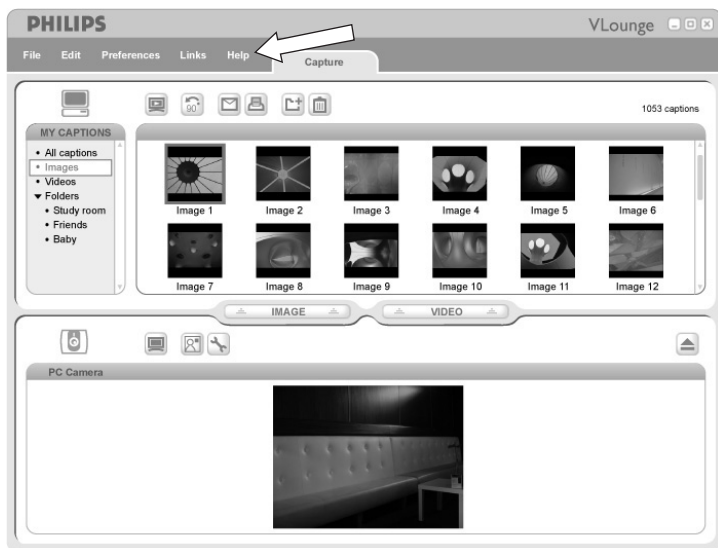 PHILIPS
VLounge
File Edit Preferences Links Help
Capture
90°
1053 captions
MY CAPTIONS
• All captions
• Images
• Videos
▼ Folders
• Study room
• Friends
• Baby
Image 1 Image 2 Image 3 Image 4 Image 5 Image 6
Image 7 Image 8 Image 9 Image 10 Image 11 Image 12
IMAGE VIDEO
PC Camera